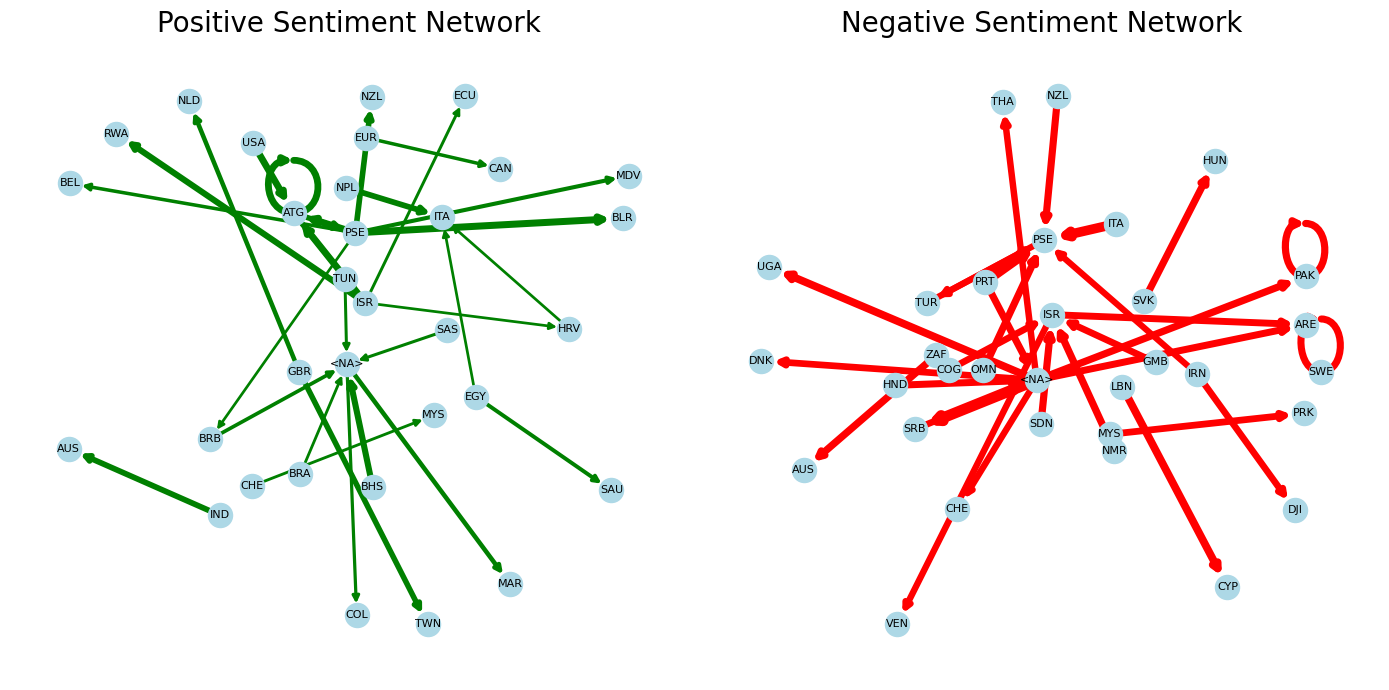 Positive Sentiment Network
NLD
NZL
ECU
RWA
USA
EUR
CAN
BEL
NPL
MDV
ATG
ITA
BLR
PSE
TUN
ISR
SAS
HRV
<NA>
GBR
EGY
MYS
BRB
AUS
CHE
BRA
BHS
SAU
IND
MAR
COL
TWN
Negative Sentiment Network
THA
NZL
HUN
ITA
PSE
UGA
PRT
PAK
TUR
SVK
ISR
ARE
DNK
ZAF
COG
OMN
GMB
SWE
HND
<NA>
LBN
IRN
SRB
SDN
MYS
PRK
NMR
AUS
CHE
DJI
CYP
VEN